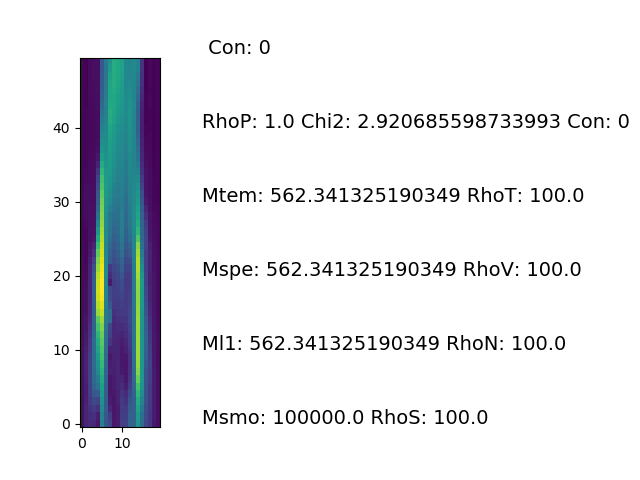 Con: 0
RhoP: 1.0 Chi2: 2.920685598733993 Con: 0
40
Mtem: 562.341325190349 RhoT: 100.0
30
Mspe: 562.341325190349 RhoV: 100.0
20
Ml1: 562.341325190349 RhoN: 100.0
10
Msmo: 100000.0 RhoS: 100.0
0
0 10